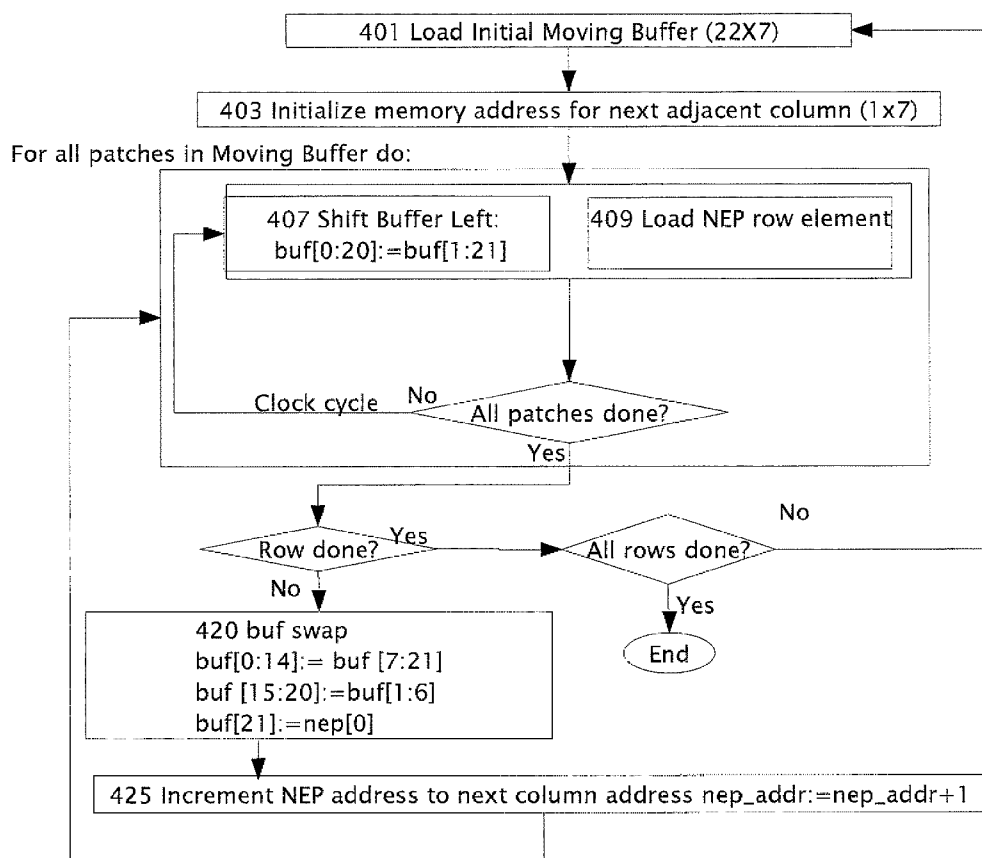 401 Load Initial Moving Buffer (22X7)
403 Initialize memory address for next adjacent column (1x7)
For all patches in Moving Buffer do:
407 Shift Buffer Left:
buf[0:20]:=buf[1:21]
409 Load NEP row element
Clock cycle
No
All patches done?
Yes
Row done?
Yes
All rows done?
No
No
Yes
End
420 buf swap
buf[0:14]:= buf [7:21]
buf [15:20]:=buf[1:6]
buf[21]:=nep[0]
425 Increment NEP address to next column address nep_addr:=nep_addr+1